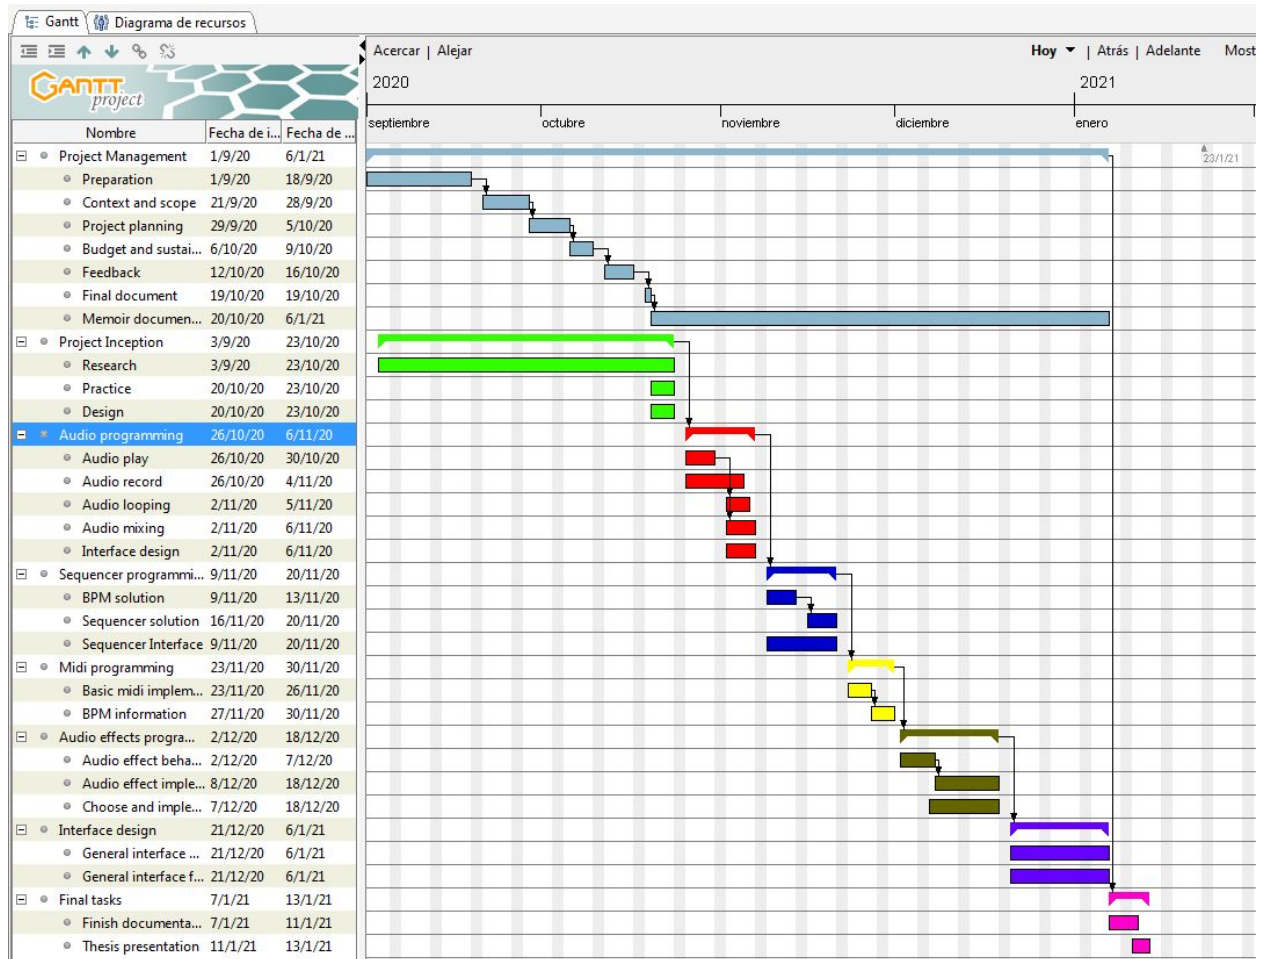 Gantt Diagrama de recursos
Acercar | Alejar Hoy | Atrás | Adelante Most
GANTT project
2020 2021
septiembre octubre noviembre diciembre enero
Nombre Fecha de i... Fecha de ...
Project Management 1/9/20 6/1/21
23/1/21
Preparation 1/9/20 18/9/20
Context and scope 21/9/20 28/9/20
Project planning 29/9/20 5/10/20
Budget and sustai... 6/10/20 9/10/20
Feedback 12/10/20 16/10/20
Final document 19/10/20 19/10/20
Memoir documen... 20/10/20 6/1/21
Project Inception 3/9/20 23/10/20
Research 3/9/20 23/10/20
Practice 20/10/20 23/10/20
Design 20/10/20 23/10/20
Audio programming 26/10/20 6/11/20
Audio play 26/10/20 30/10/20
Audio record 26/10/20 4/11/20
Audio looping 2/11/20 5/11/20
Audio mixing 2/11/20 6/11/20
Interface design 2/11/20 6/11/20
Sequencer programmi... 9/11/20 20/11/20
BPM solution 9/11/20 13/11/20
Sequencer solution 16/11/20 20/11/20
Sequencer Interface 9/11/20 20/11/20
Midi programming 23/11/20 30/11/20
Basic midi implem... 23/11/20 26/11/20
BPM information 27/11/20 30/11/20
Audio effects progra... 2/12/20 18/12/20
Audio effect beha... 2/12/20 7/12/20
Audio effect imple... 8/12/20 18/12/20
Choose and imple... 7/12/20 18/12/20
Interface design 21/12/20 6/1/21
General interface ... 21/12/20 6/1/21
General interface f... 21/12/20 6/1/21
Final tasks 7/1/21 13/1/21
Finish documenta... 7/1/21 11/1/21
Thesis presentation 11/1/21 13/1/21